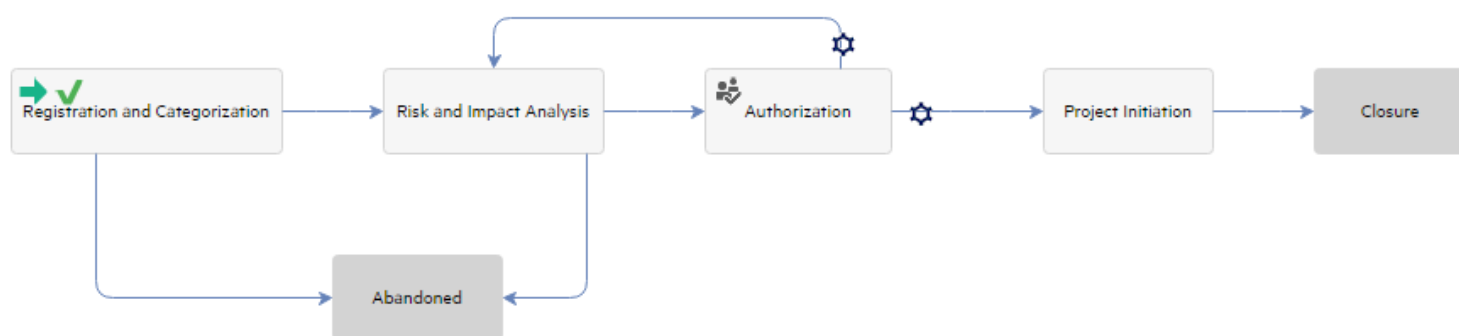 Registration and Categorization
Risk and Impact Analysis
Authorization
Project Initiation
Closure
Abandoned